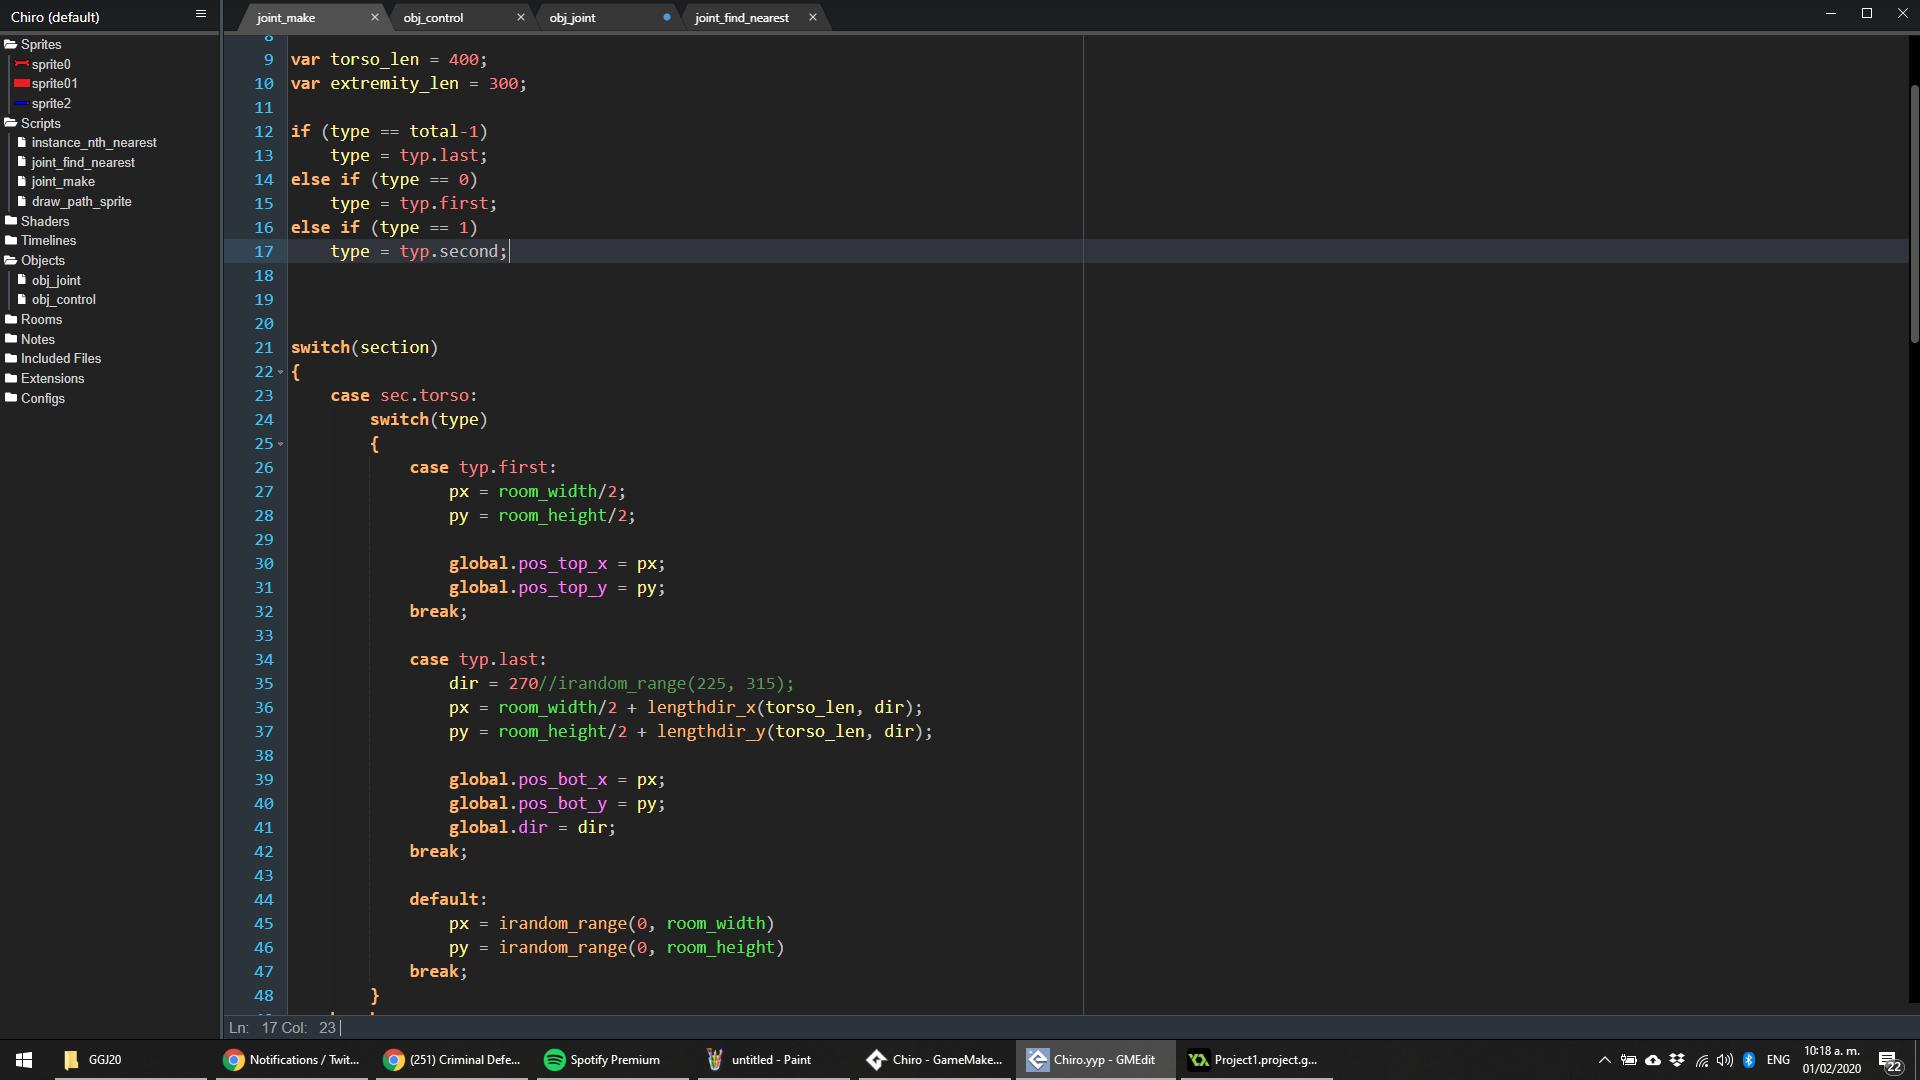 Chiro (default)
joint_make
obj_control
obj_joint
joint_find_nearest
Sprites
sprite0
sprite01
sprite2
Scripts
instance_nth_nearest
joint_find_nearest
joint_make
draw_path_sprite
Shaders
Timelines
Objects
obj_joint
obj_control
Rooms
Notes
Included Files
Extensions
Configs
8
9 var torso_len = 400;
10 var extremity_len = 300;
11
12 if (type == total-1)
13 type = typ.last;
14 else if (type == 0)
15 type = typ.first;
16 else if (type == 1)
17 type = typ.second;
18
19
20
21 switch(section)
22 {
23 case sec.torso:
24 switch(type)
25 {
26 case typ.first:
27 px = room_width/2;
28 py = room_height/2;
29
30 global.pos_top_x = px;
31 global.pos_top_y = py;
32 break;
33
34 case typ.last:
35 dir = 270//irandom_range(225, 315);
36 px = room_width/2 + lengthdir_x(torso_len, dir);
37 py = room_height/2 + lengthdir_y(torso_len, dir);
38
39 global.pos_bot_x = px;
40 global.pos_bot_y = py;
41 global.dir = dir;
42 break;
43
44 default:
45 px = irandom_range(0, room_width)
46 py = irandom_range(0, room_height)
47 break;
48 }
Ln: 17 Col: 23
GGJ20
Notifications / Twit...
(251) Criminal Defe...
Spotify Premium
untitled - Paint
Chiro - GameMake...
Chiro.yyp - GMEdit
Project1.project.g...
ENG
10:18 a. m.
01/02/2020
22